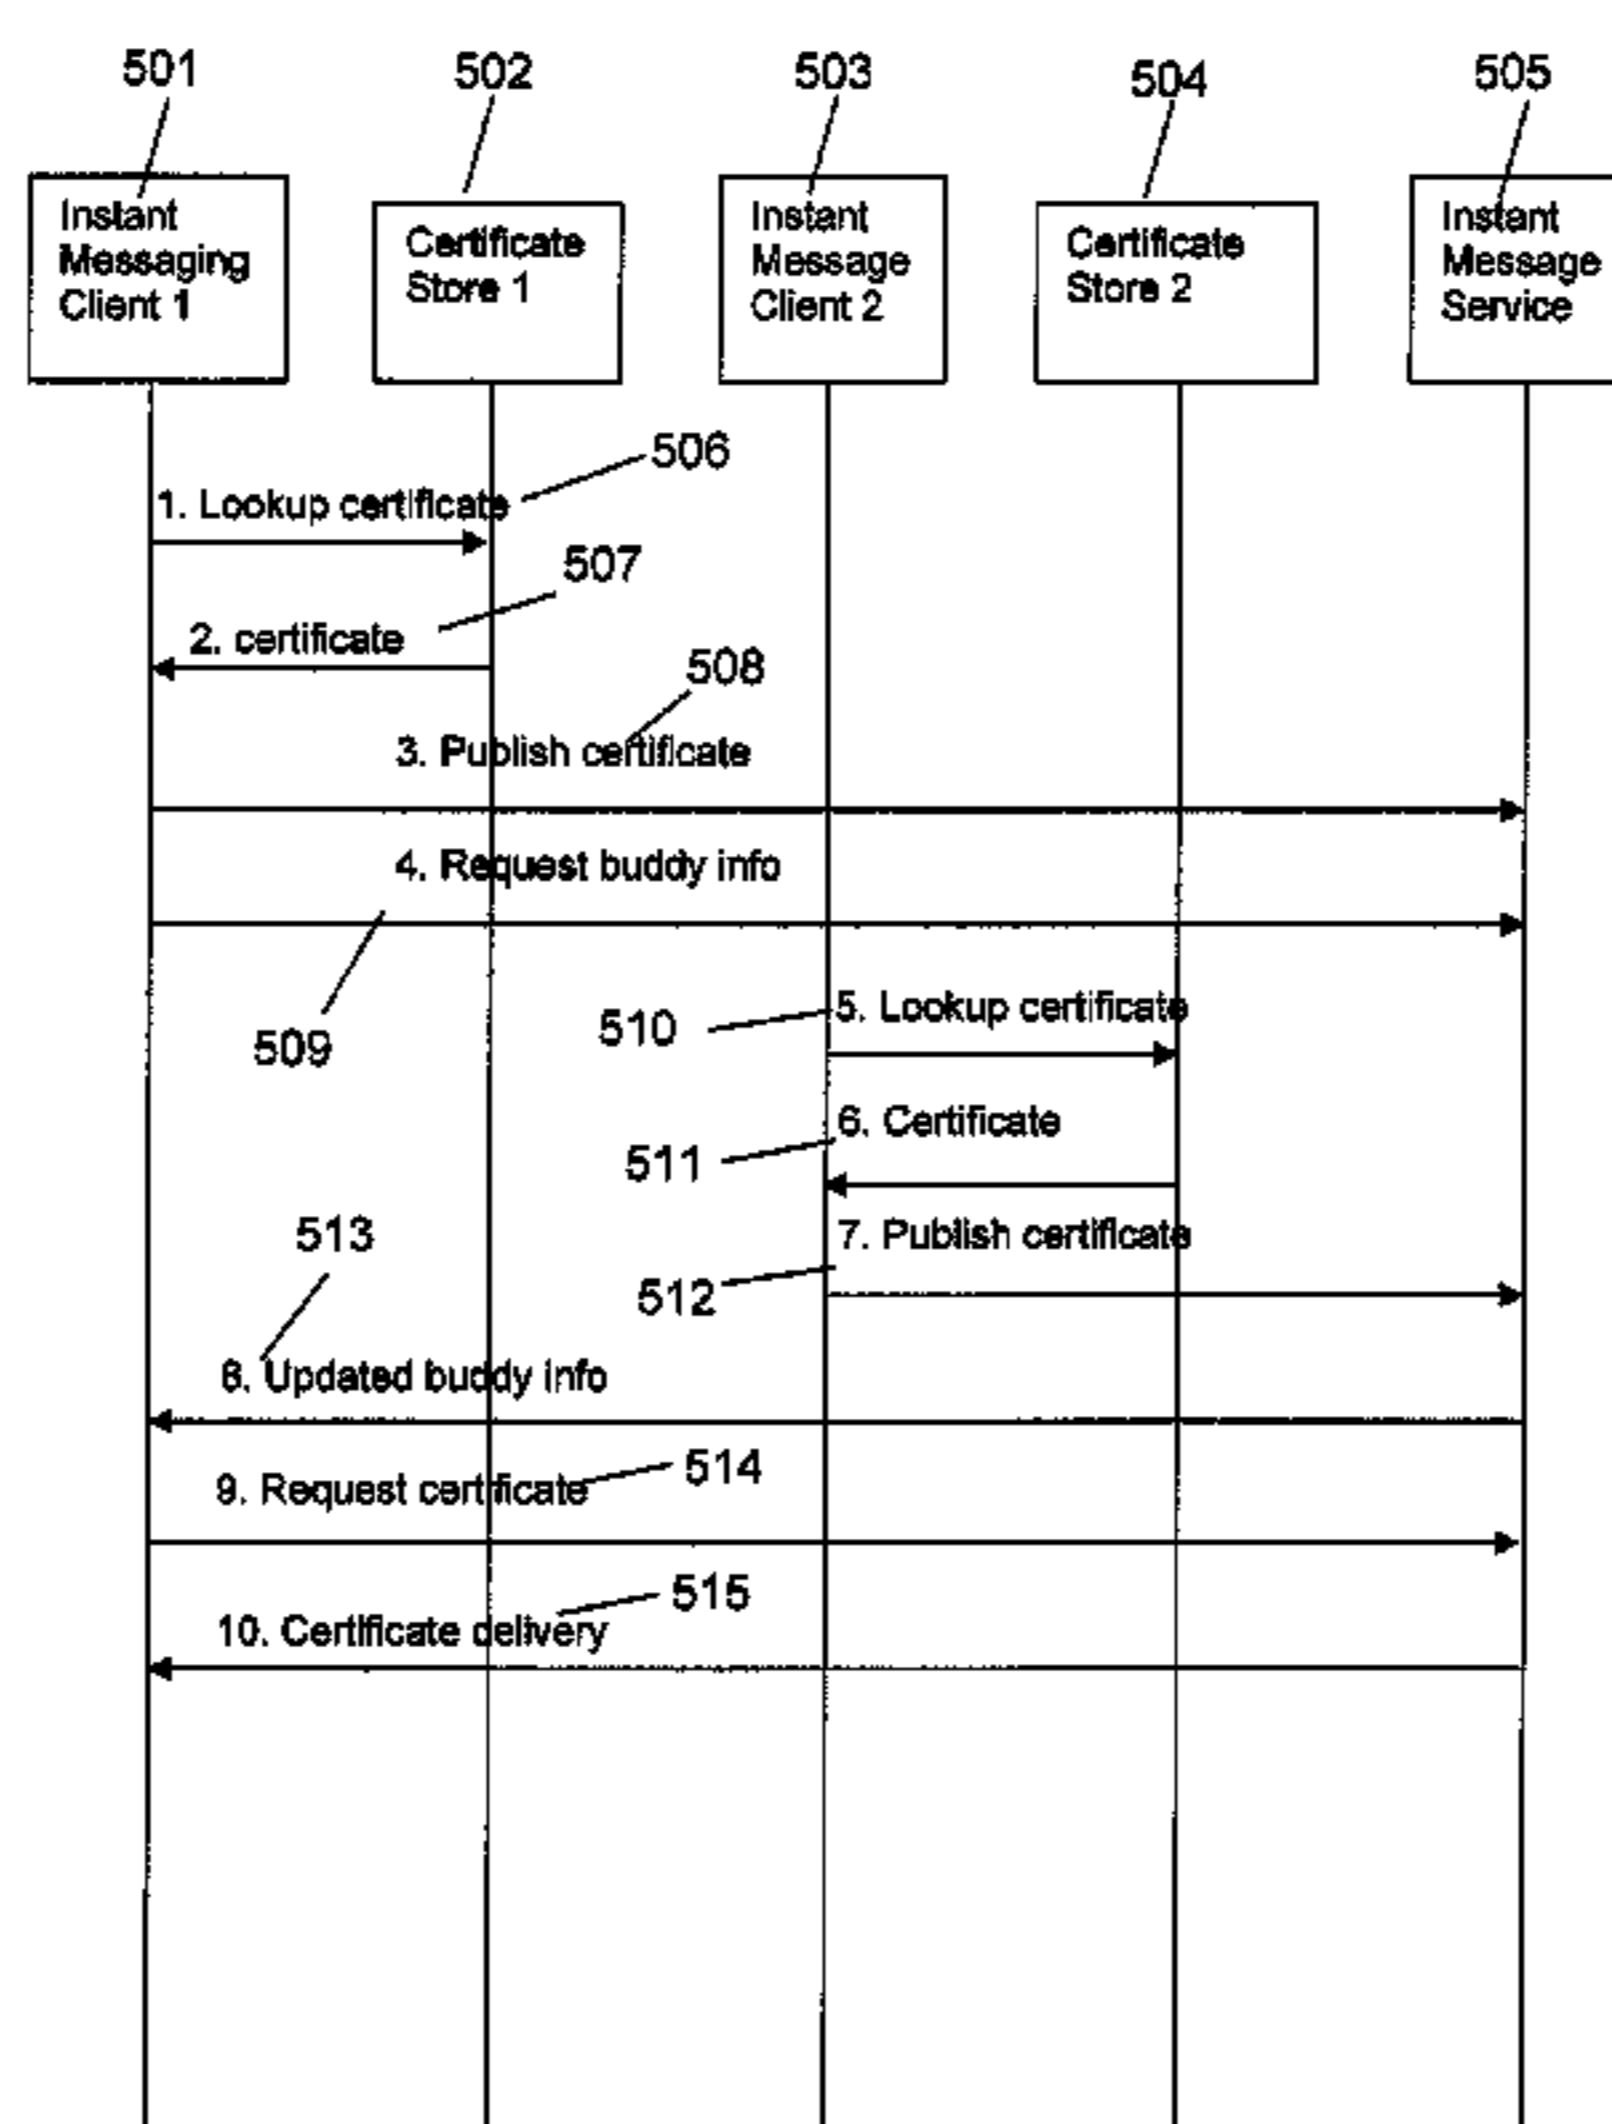 501
502
503
504
505
Instant
Messaging
Client 1
Certificate
Store 1
Instant
Message
Client 2
Certificate
Store 2
Instant
Message
Service
506
1. Lookup certificate
507
2. certificate
508
3. Publish certificate
4. Request buddy info
509
510
5. Lookup certificate
6. Certificate
511
7. Publish certificate
512
513
8. Updated buddy info
514
9. Request certificate
515
10. Certificate delivery